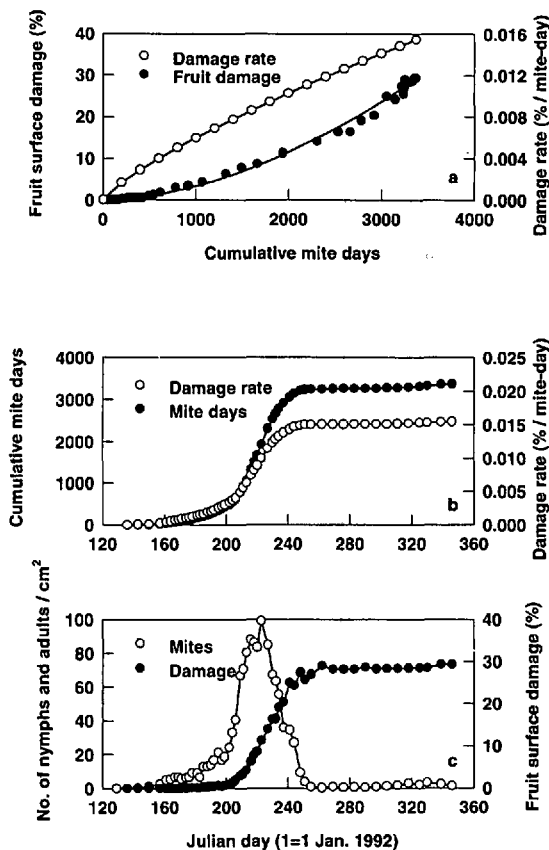 Fruit surface damage (%)
40
30
20
10
0
Damage rate
Fruit damage
a
0.016
0.012
0.008
0.004
0.000
Damage rate (% / mite-day)
0 1000 2000 3000 4000
Cumulative mite days
Cumulative mite days
4000
3000
2000
1000
0
Damage rate
Mite days
b
0.025
0.020
0.015
0.010
0.005
0.000
Damage rate (% / mite-day)
120 160 200 240 280 320 360
No. of nymphs and adults / cm²
100
80
60
40
20
0
Mites
Damage
c
40
30
20
10
0
Fruit surface damage (%)
120 160 200 240 280 320 360
Julian day (1=1 Jan. 1992)